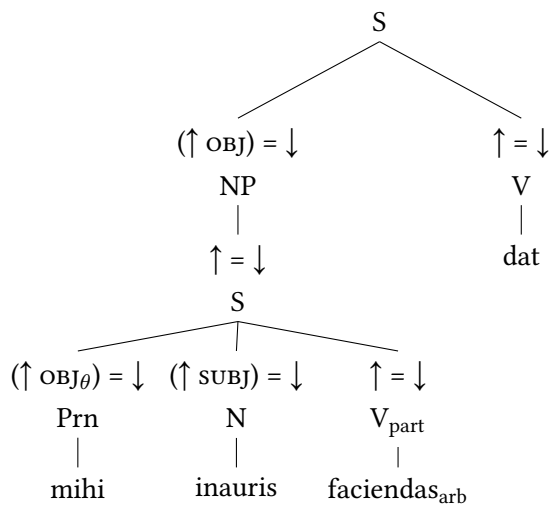 S
(↑ OBJ) = ↓ ↑ = ↓
NP V
↑ = ↓ dat
S
(↑ OBJθ) = ↓ (↑ SUBJ) = ↓ ↑ = ↓
Prn N Vpart
mihi inauris faciendasarb